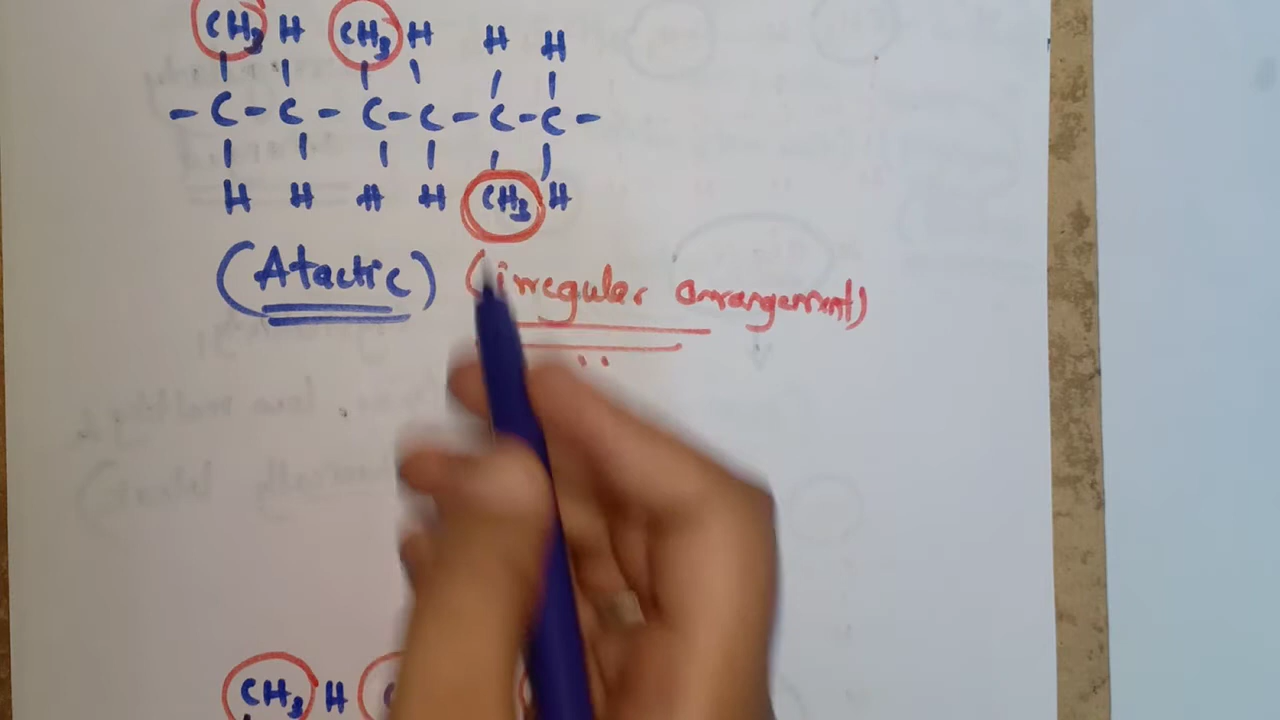 CH3 H CH3 H H H
- C - C - C - C - C - C -
H H H H CH3 H
(Atactic) (irregular arrangement)
CH3 H